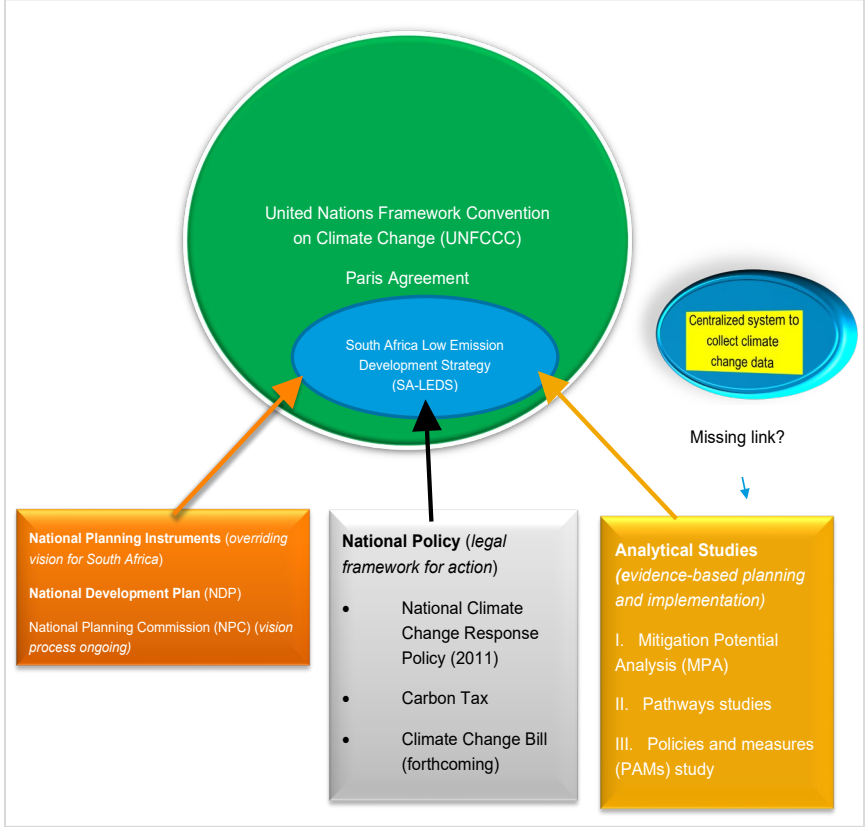 United Nations Framework Convention
on Climate Change (UNFCCC)
Paris Agreement
South Africa Low Emission
Development Strategy
(SA-LEDS)
Centralized system to
collect climate
change data
Missing link?
National Planning Instruments (overriding
vision for South Africa)
National Development Plan (NDP)
National Planning Commission (NPC) (vision
process ongoing)
National Policy (legal
framework for action)
• National Climate
Change Response
Policy (2011)
• Carbon Tax
• Climate Change Bill
(forthcoming)
Analytical Studies
(evidence-based planning
and implementation)
I. Mitigation Potential
Analysis (MPA)
II. Pathways studies
III. Policies and measures
(PAMs) study